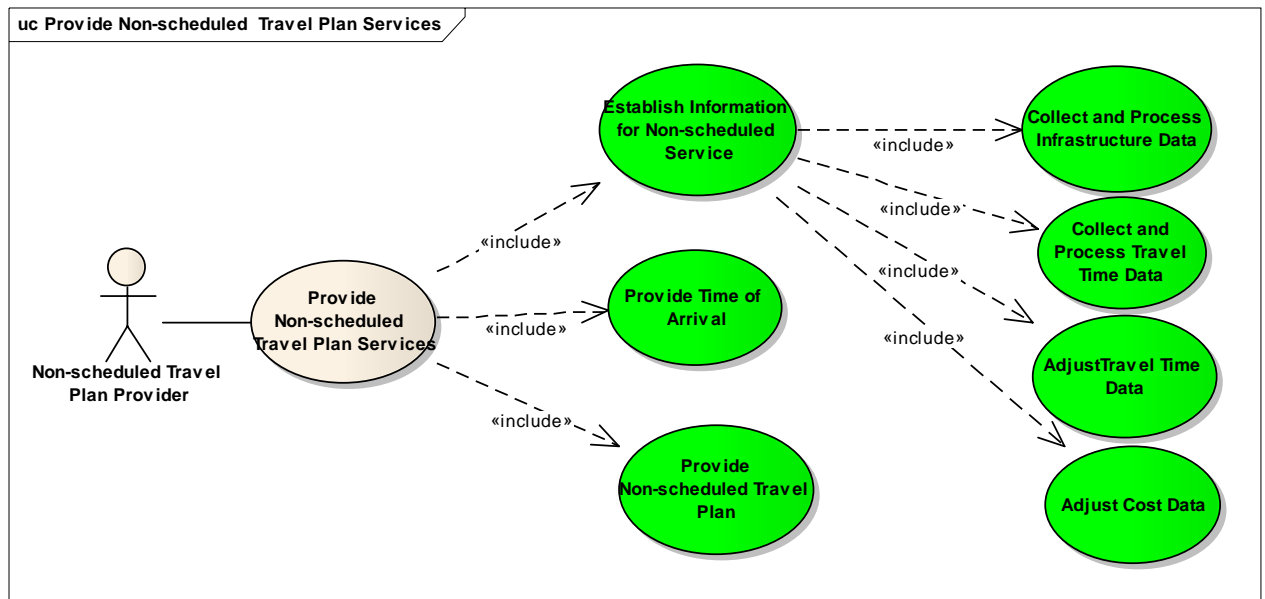 uc Provide Non-scheduled Travel Plan Services
Establish Information
for Non-scheduled
Service
Collect and Process
Infrastructure Data
«include»
«include»
Collect and
Process Travel
Time Data
«include»
«include»
Provide Time of
Arrival
«include»
«include»
Provide
Non-scheduled
Travel Plan Services
Non-scheduled Travel
Plan Provider
AdjustTravel Time
Data
«include»
Provide
Non-scheduled Travel
Plan
Adjust Cost Data